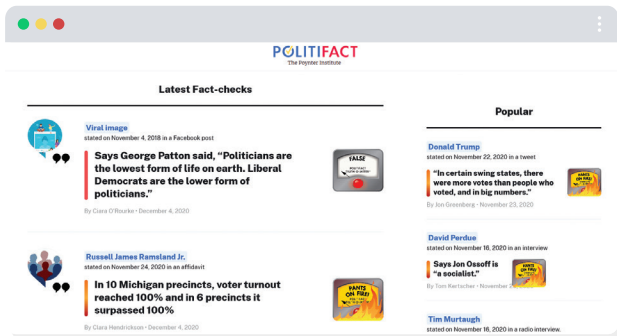 POLITIFACT
The Poynter Institute
Latest Fact-checks
Viral image
stated on November 4, 2018 in a Facebook post
Says George Patton said, “Politicians are
the lowest form of life on earth. Liberal
Democrats are the lower form of
politicians.”
FALSE
By Ciara O'Rourke • December 4, 2020
Russell James Ramsland Jr.
stated on November 24, 2020 in an affidavit
In 10 Michigan precincts, voter turnout
reached 100% and in 6 precincts it
surpassed 100%
PANTS
ON FIRE!
By Clara Hendrickson • December 4, 2020
Popular
Donald Trump
stated on November 22, 2020 in a tweet
“In certain swing states, there
were more votes than people who
voted, and in big numbers.”
PANTS
ON FIRE!
By Jon Greenberg • November 23, 2020
David Perdue
stated on November 16, 2020 in an interview
Says Jon Ossoff is
“a socialist.”
PANTS
ON FIRE!
By Tom Kertscher • November
Tim Murtaugh
stated on November 16, 2020 in a radio interview.